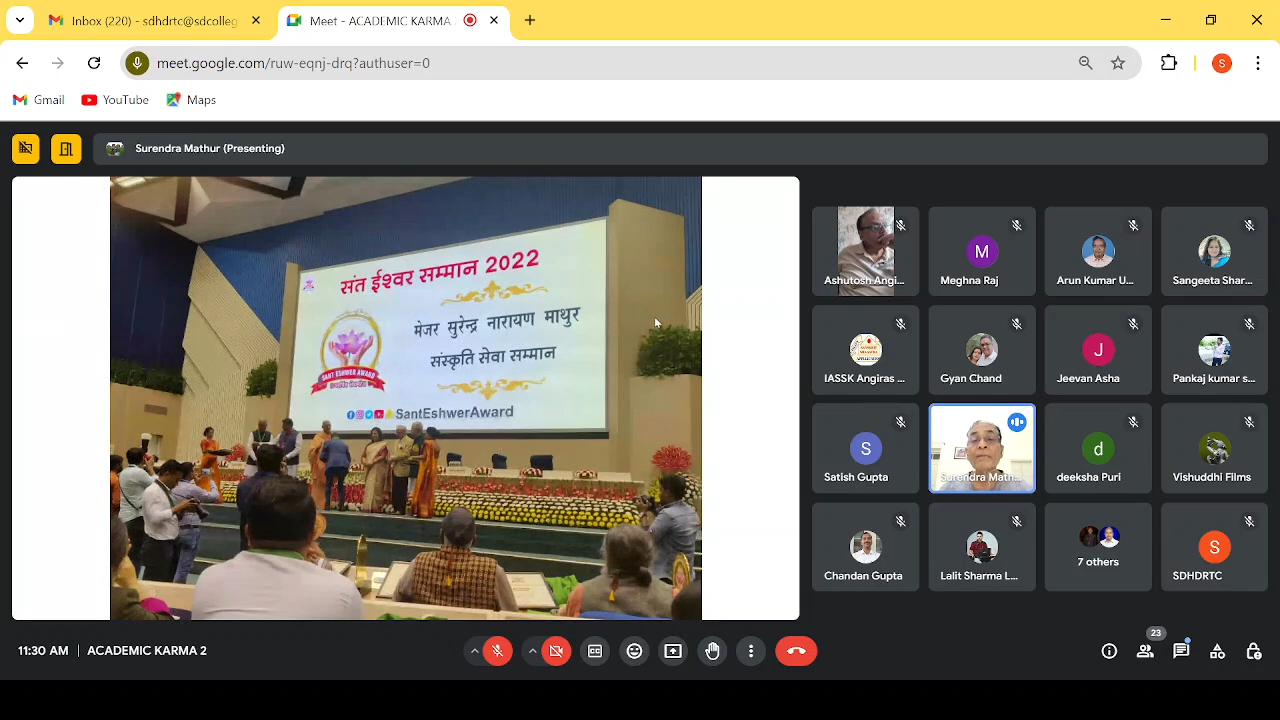 Inbox (220) - sdhdrtc@sdcolleg
Meet - ACADEMIC KARMA
meet.google.com/ruw-eqnj-drq?authuser=0
S
Gmail
YouTube
Maps
Surendra Mathur (Presenting)
संत ईश्वर सम्मान 2022
मेजर सुरेन्द्र नारायण माथुर
संस्कृति सेवा सम्मान
SANT ESHWER AWARD
SantEshwerAward
Ashutosh Angi...
M
Meghna Raj
Arun Kumar U...
Sangeeta Shar...
IASSK Angiras ...
Gyan Chand
J
Jeevan Asha
Pankaj kumar s...
S
Satish Gupta
Surendra Math...
d
deeksha Puri
Vishuddhi Films
Chandan Gupta
Lalit Sharma L...
7 others
S
SDHDRTC
11:30 AM | ACADEMIC KARMA 2
23